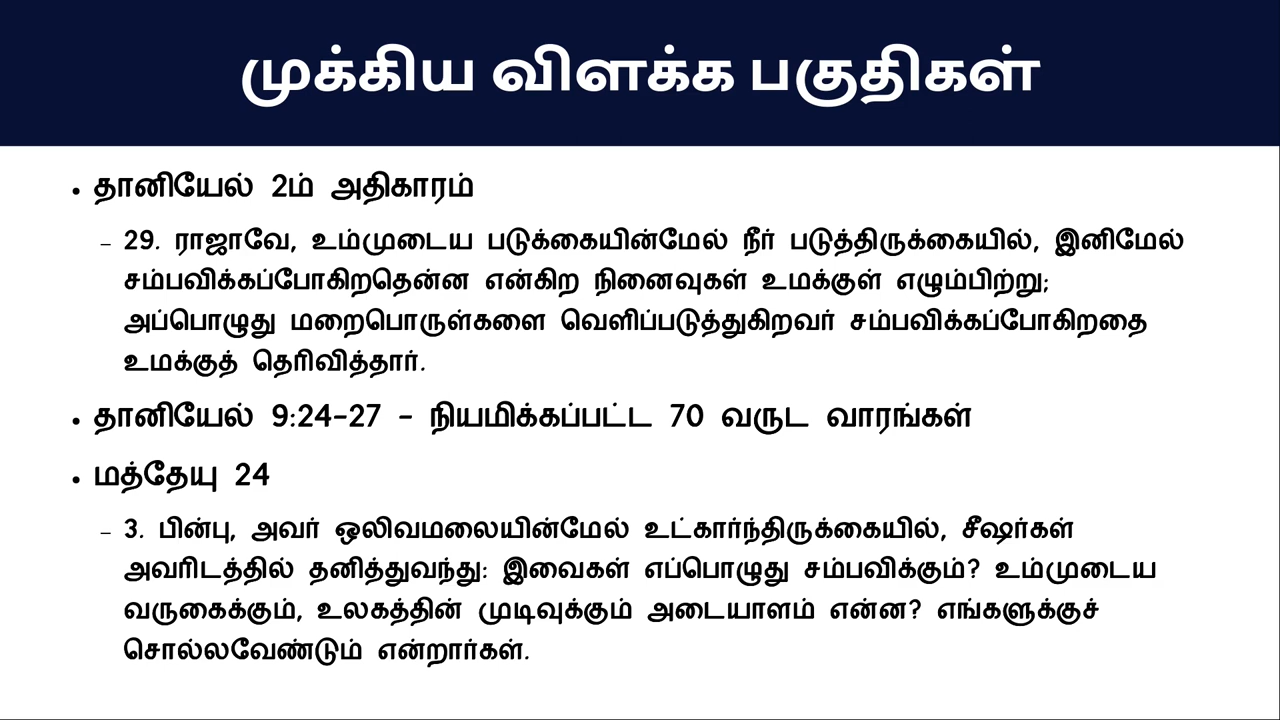 முக்கிய விளக்க பகுதிகள்
• தானியேல் 2ம் அதிகாரம்
– 29. ராஜாவே, உம்முடைய படுக்கையின்மேல் நீர் படுத்திருக்கையில், இனிமேல்
சம்பவிக்கப்போகிறதென்ன என்கிற நினைவுகள் உமக்குள் எழும்பிற்று;
அப்பொழுது மறைபொருள்களை வெளிப்படுத்துகிறவர் சம்பவிக்கப்போகிறதை
உமக்குத் தெரிவித்தார்.
• தானியேல் 9:24-27 - நியமிக்கப்பட்ட 70 வருட வாரங்கள்
• மத்தேயு 24
– 3. பின்பு, அவர் ஒலிவமலையின்மேல் உட்கார்ந்திருக்கையில், சீஷர்கள்
அவரிடத்தில் தனித்துவந்து: இவைகள் எப்பொழுது சம்பவிக்கும்? உம்முடைய
வருகைக்கும், உலகத்தின் முடிவுக்கும் அடையாளம் என்ன? எங்களுக்குச்
சொல்லவேண்டும் என்றார்கள்.